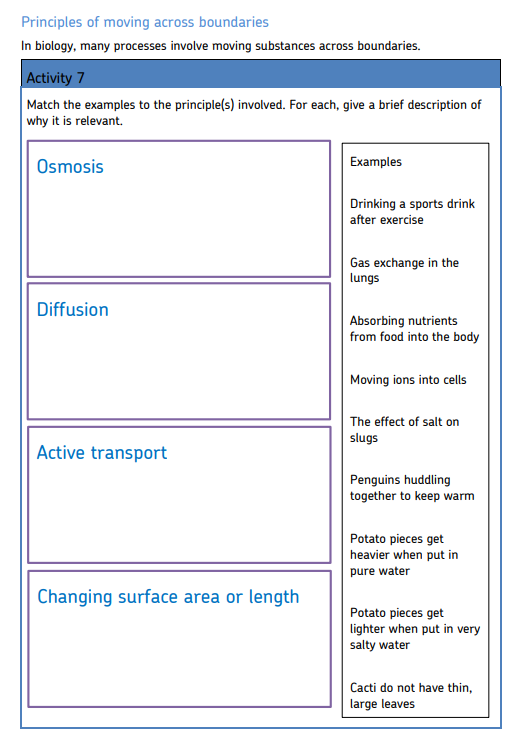 Principles of moving across boundaries
In biology, many processes involve moving substances across boundaries.
Activity 7
Match the examples to the principle(s) involved. For each, give a brief description of
why it is relevant.
Osmosis
Diffusion
Active transport
Changing surface area or length
Examples
Drinking a sports drink
after exercise
Gas exchange in the
lungs
Absorbing nutrients
from food into the body
Moving ions into cells
The effect of salt on
slugs
Penguins huddling
together to keep warm
Potato pieces get
heavier when put in
pure water
Potato pieces get
lighter when put in very
salty water
Cacti do not have thin,
large leaves